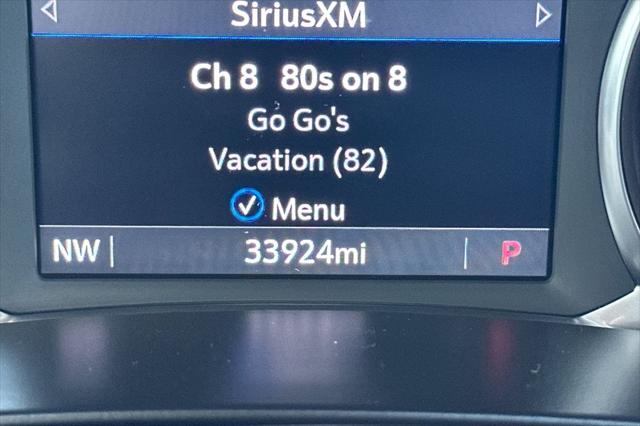 SiriusXM
Ch 8 80s on 8
Go Go's
Vacation (82)
Menu
NW 33924mi P